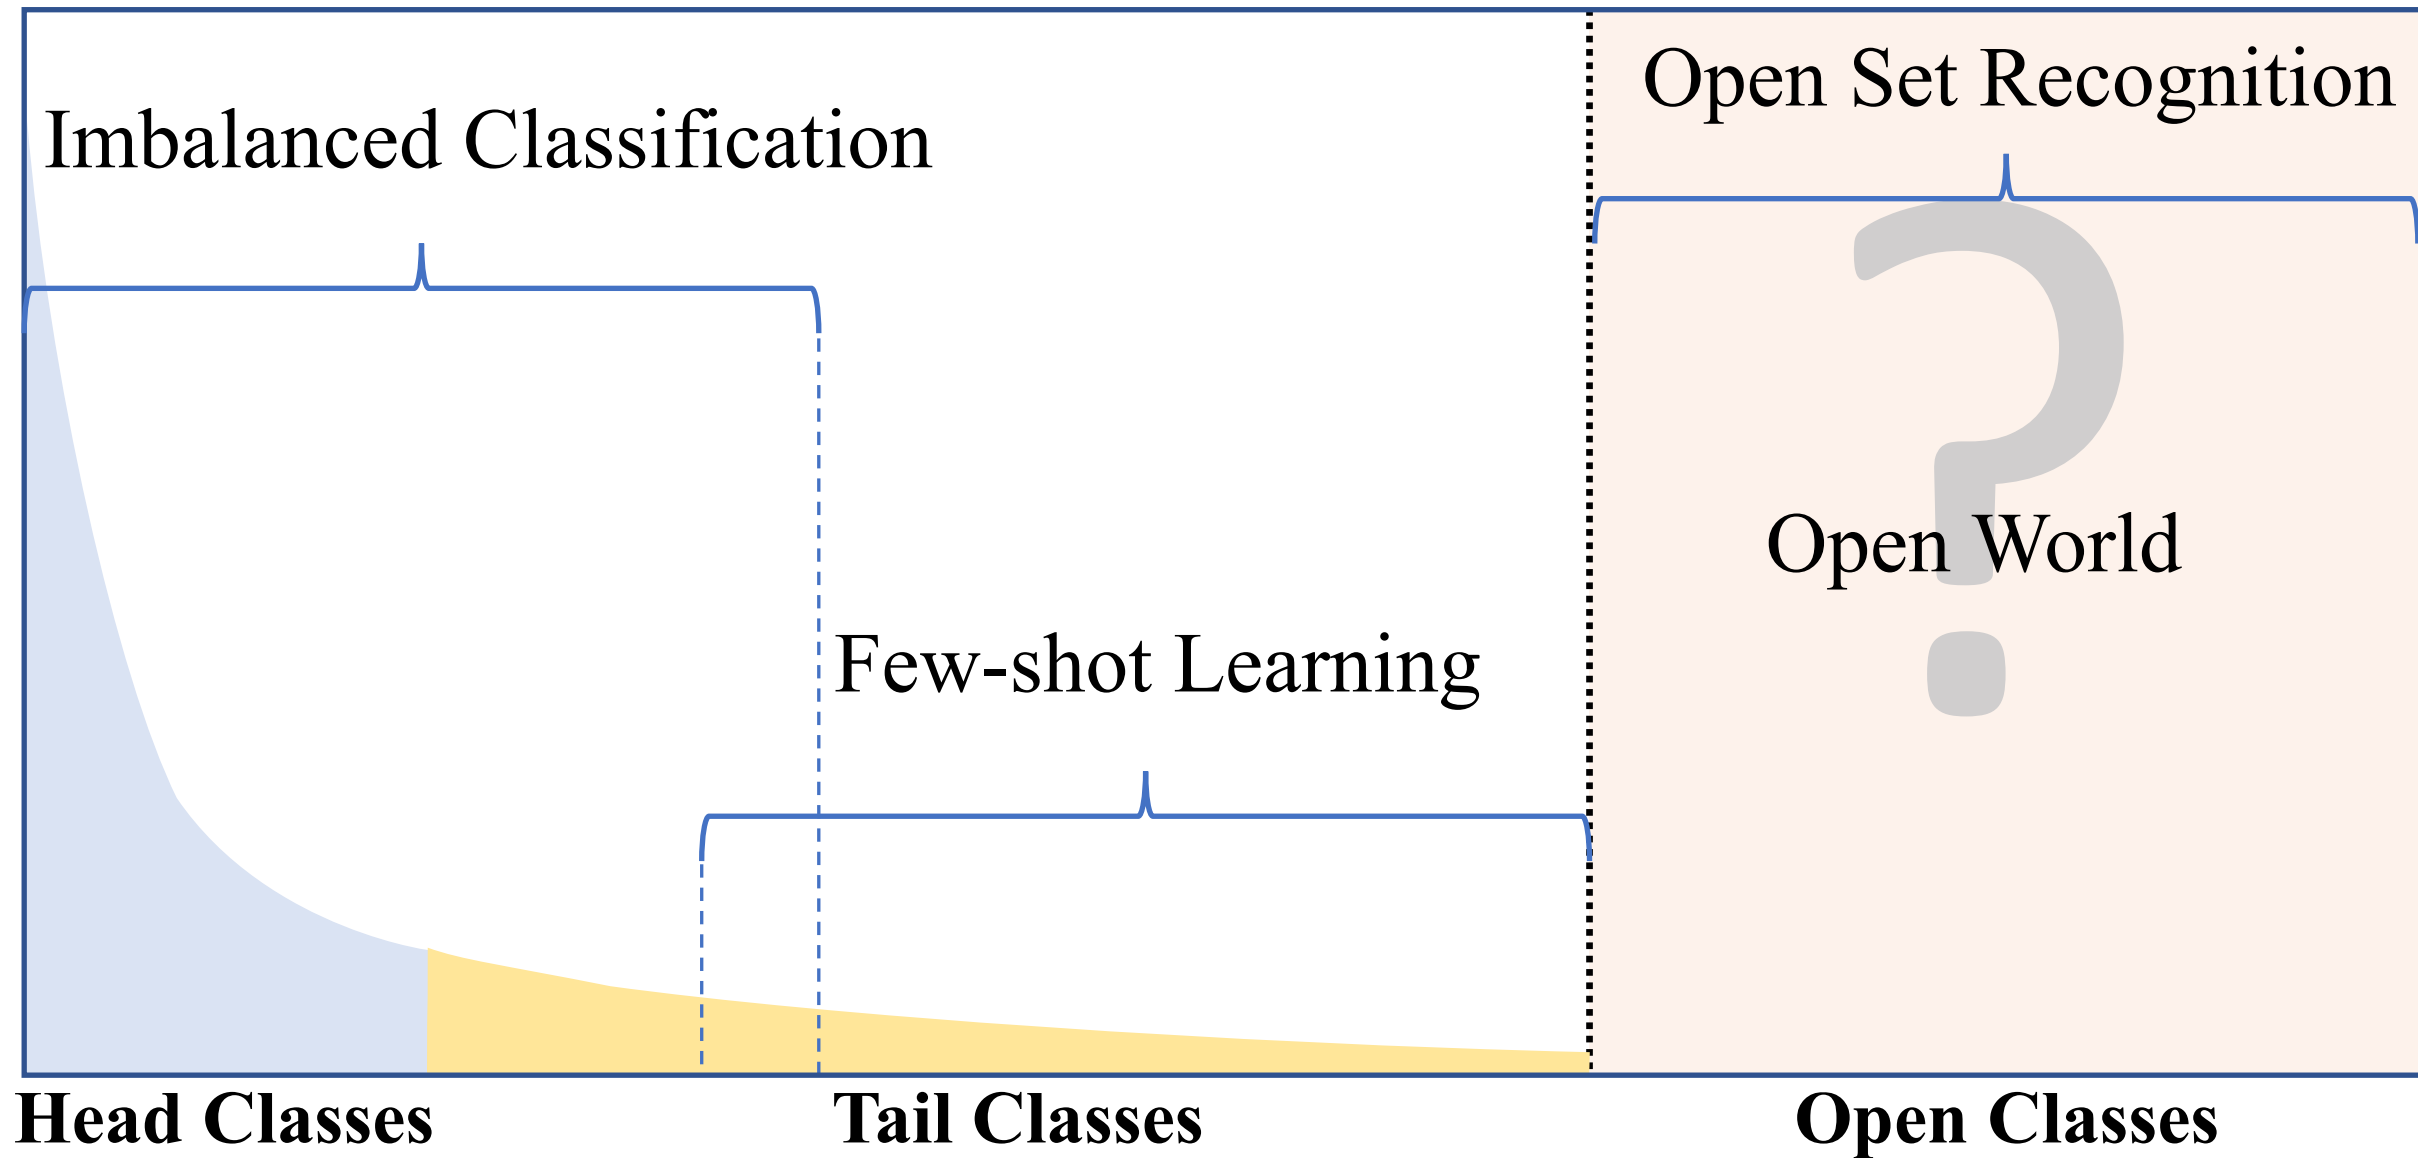 Open Set Recognition
Imbalanced Classification
?
Open World
Few-shot Learning
Head Classes
Tail Classes
Open Classes